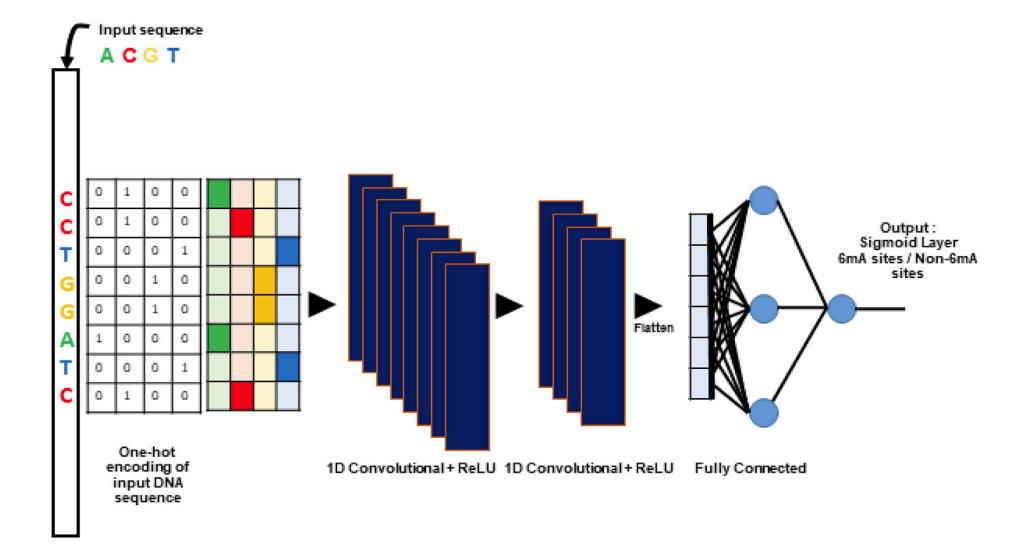 Input sequence
A C G T
C 0 1 0 0
C 0 1 0 0
T 0 0 0 1
G 0 0 1 0
G 0 0 1 0
A 1 0 0 0
T 0 0 0 1
C 0 1 0 0
One-hot
encoding of
input DNA
sequence
1D Convolutional + ReLU
1D Convolutional + ReLU
Flatten
Fully Connected
Output :
Sigmoid Layer
6mA sites / Non-6mA
sites